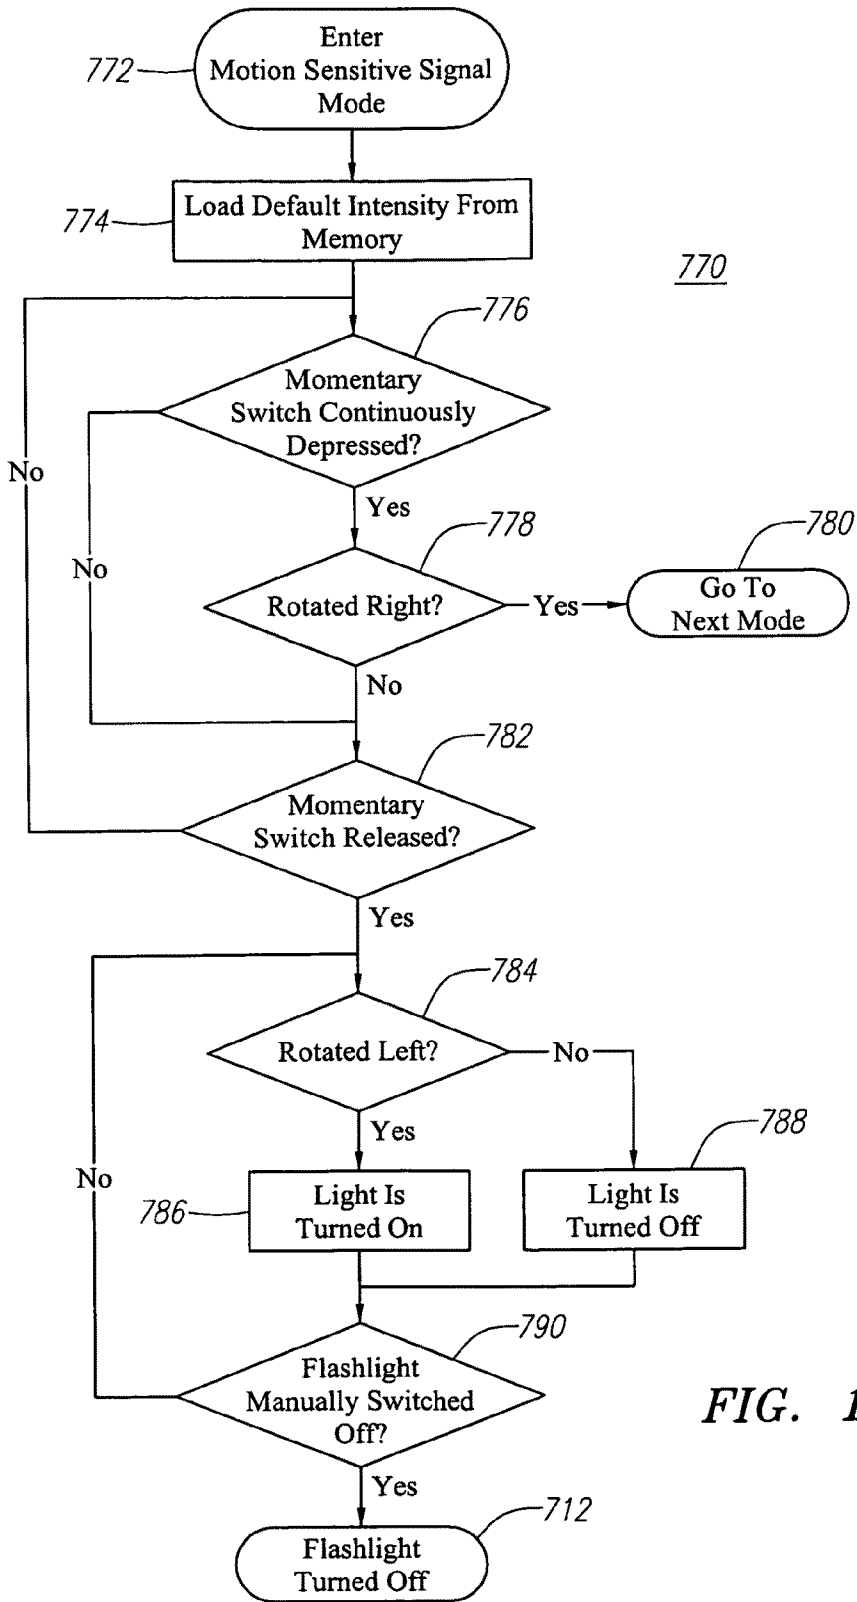 Enter
Motion Sensitive Signal
Mode
772
Load Default Intensity From
Memory
774
770
776
Momentary
Switch Continuously
Depressed?
No
Yes
778
780
No
Rotated Right?
Yes
Go To
Next Mode
No
782
Momentary
Switch Released?
Yes
784
Rotated Left?
No
Yes
788
No
786
Light Is
Turned On
Light Is
Turned Off
790
Flashlight
Manually Switched
Off?
FIG. 1
Yes
712
Flashlight
Turned Off